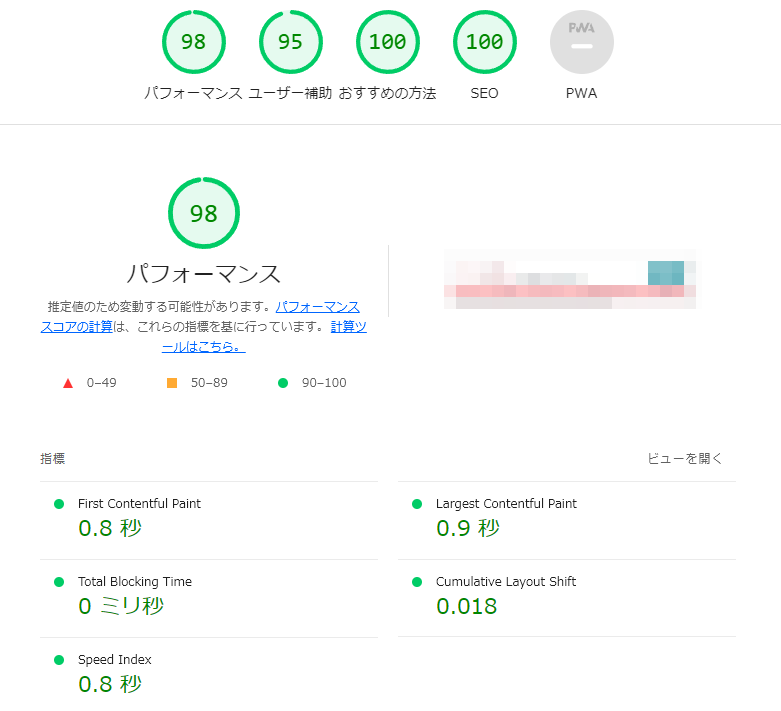 98
95
100
100
PWA
パフォーマンス
ユーザー補助
おすすめの方法
SEO
PWA
98
パフォーマンス
推定値のため変動する可能性があります。パフォーマンス
スコアの計算は、これらの指標を基に行っています。計算ツ
ールはこちら。
0–49
50–89
90–100
指標
ビューを開く
First Contentful Paint
0.8 秒
Largest Contentful Paint
0.9 秒
Total Blocking Time
0 ミリ秒
Cumulative Layout Shift
0.018
Speed Index
0.8 秒